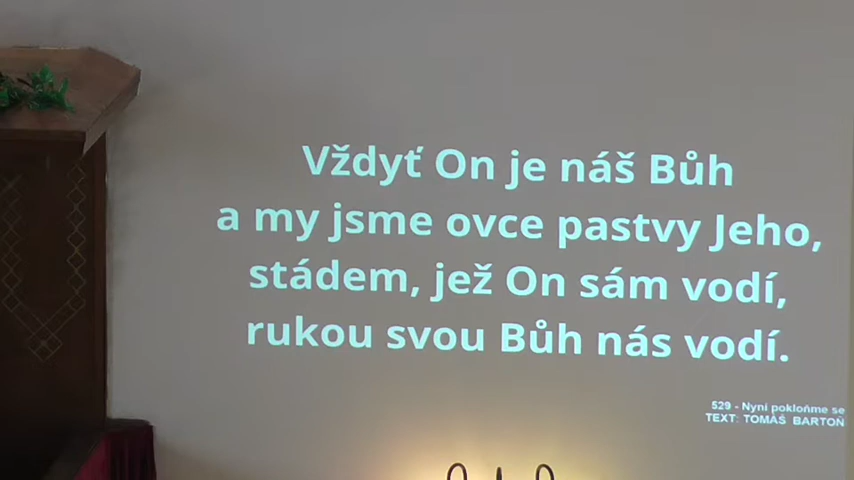 Vždyť On je náš Bůh
a my jsme ovce pastvy Jeho,
stádem, jež On sám vodí,
rukou svou Bůh nás vodí.
529 - Nyní pokloňme se
TEXT: TOMÁŠ BARTOŇ